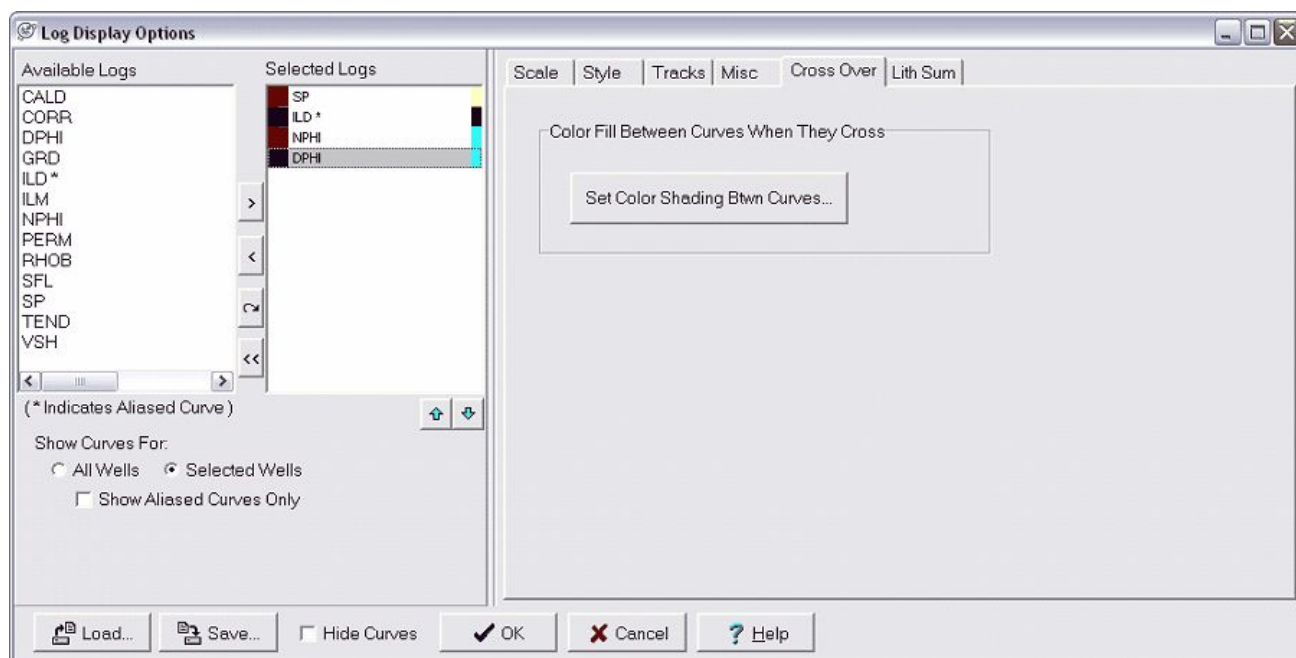 Log Display Options
Available Logs
CALD
CORR
DPHI
GRD
ILD *
ILM
NPHI
PERM
RHOB
SFL
SP
TEND
VSH
>
<
<<
Selected Logs
SP
ILD *
NPHI
DPHI
(* Indicates Aliased Curve )
Show Curves For:
All Wells Selected Wells
Show Aliased Curves Only
Scale Style Tracks Misc Cross Over Lith Sum
Color Fill Between Curves When They Cross
Set Color Shading Btwn Curves...
Load... Save... Hide Curves OK Cancel ? Help